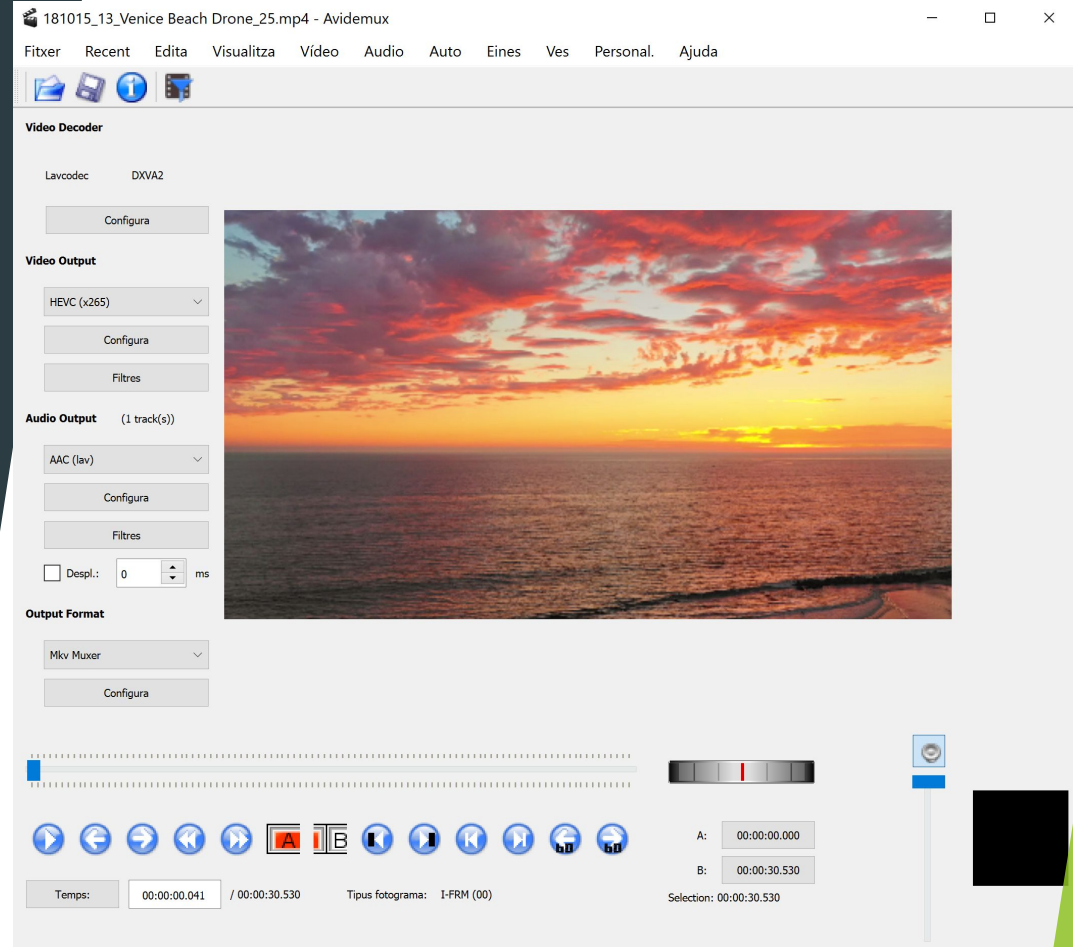 181015_13_Venice Beach Drone_25.mp4 - Avidemux
Fitxer Recent Edita Visualitza Vídeo Audio Auto Eines Ves Personal. Ajuda
Video Decoder
Lavcodec DXVA2
Configura
Video Output
HEVC (x265)
Configura
Filtres
Audio Output (1 track(s))
AAC (lav)
Configura
Filtres
Despl.: 0 ms
Output Format
Mkv Muxer
Configura
A B
A: 00:00:00.000
B: 00:00:30.530
Temps: 00:00:00.041 / 00:00:30.530 Tipus fotograma: I-FRM (00) Selection: 00:00:30.530